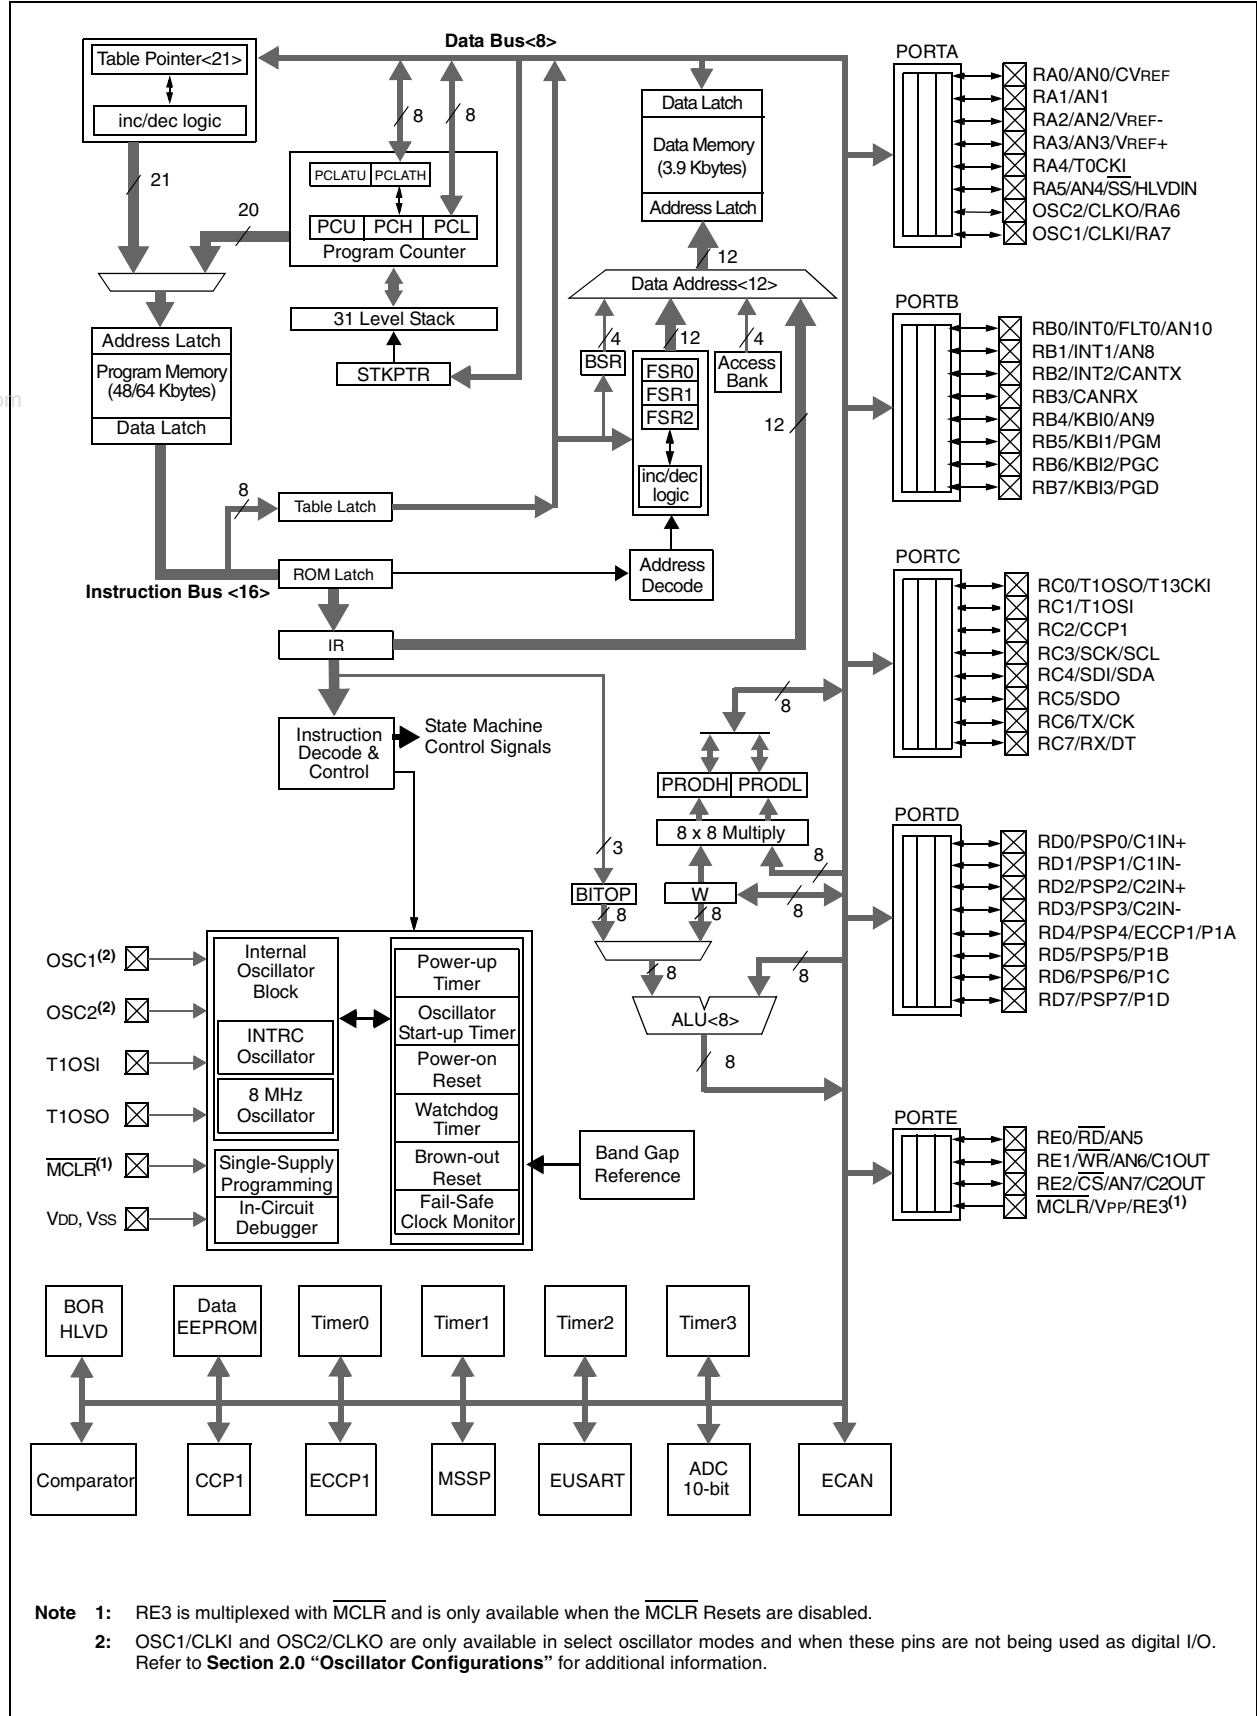 Data Bus<8>
Table Pointer<21>
inc/dec logic
21
20
8
8
PCLATU PCLATH
PCU PCH PCL
Program Counter
31 Level Stack
STKPTR
Address Latch
Program Memory
(48/64 Kbytes)
Data Latch
8
Table Latch
ROM Latch
Instruction Bus <16>
IR
Instruction
Decode &
Control
State Machine
Control Signals
Data Latch
Data Memory
(3.9 Kbytes)
Address Latch
12
Data Address<12>
4
12
4
BSR
FSR0
FSR1
FSR2
inc/dec
logic
Access
Bank
12
Address
Decode
8
PRODH PRODL
8 x 8 Multiply
8
3
BITOP
W
8
8
8
8
8
ALU<8>
8
OSC1(2)
OSC2(2)
T1OSI
T1OSO
MCLR(1)
VDD, VSS
Internal
Oscillator
Block
INTRC
Oscillator
8 MHz
Oscillator
Single-Supply
Programming
In-Circuit
Debugger
Power-up
Timer
Oscillator
Start-up Timer
Power-on
Reset
Watchdog
Timer
Brown-out
Reset
Fail-Safe
Clock Monitor
Band Gap
Reference
PORTA
RA0/AN0/CVREF
RA1/AN1
RA2/AN2/VREF-
RA3/AN3/VREF+
RA4/T0CKI
RA5/AN4/SS/HLVDIN
OSC2/CLKO/RA6
OSC1/CLKI/RA7
PORTB
RB0/INT0/FLT0/AN10
RB1/INT1/AN8
RB2/INT2/CANTX
RB3/CANRX
RB4/KBI0/AN9
RB5/KBI1/PGM
RB6/KBI2/PGC
RB7/KBI3/PGD
PORTC
RC0/T1OSO/T13CKI
RC1/T1OSI
RC2/CCP1
RC3/SCK/SCL
RC4/SDI/SDA
RC5/SDO
RC6/TX/CK
RC7/RX/DT
PORTD
RD0/PSP0/C1IN+
RD1/PSP1/C1IN-
RD2/PSP2/C2IN+
RD3/PSP3/C2IN-
RD4/PSP4/ECCP1/P1A
RD5/PSP5/P1B
RD6/PSP6/P1C
RD7/PSP7/P1D
PORTE
RE0/RD/AN5
RE1/WR/AN6/C1OUT
RE2/CS/AN7/C2OUT
MCLR/VPP/RE3(1)
BOR
HLVD
Data
EEPROM
Timer0
Timer1
Timer2
Timer3
Comparator
CCP1
ECCP1
MSSP
EUSART
ADC
10-bit
ECAN
Note 1: RE3 is multiplexed with MCLR and is only available when the MCLR Resets are disabled.
2: OSC1/CLKI and OSC2/CLKO are only available in select oscillator modes and when these pins are not being used as digital I/O.
Refer to Section 2.0 “Oscillator Configurations” for additional information.